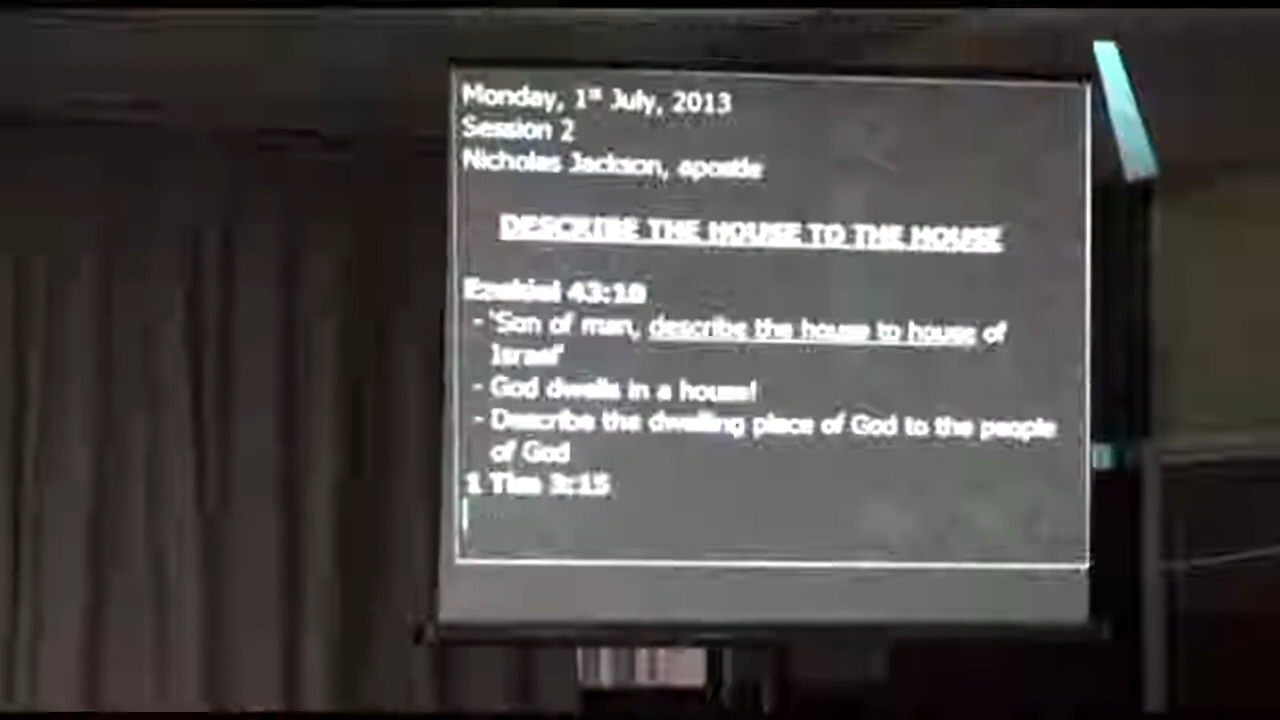 Monday, 1st July, 2013
Session 2
Nicholas Jackson, apostle
DESCRIBE THE HOUSE TO THE HOUSE
Ezekiel 43:10
- 'Son of man, describe the house to house of
Israel'
- God dwells in a house!
- Describe the dwelling place of God to the people
of God
1 Tim 3:15